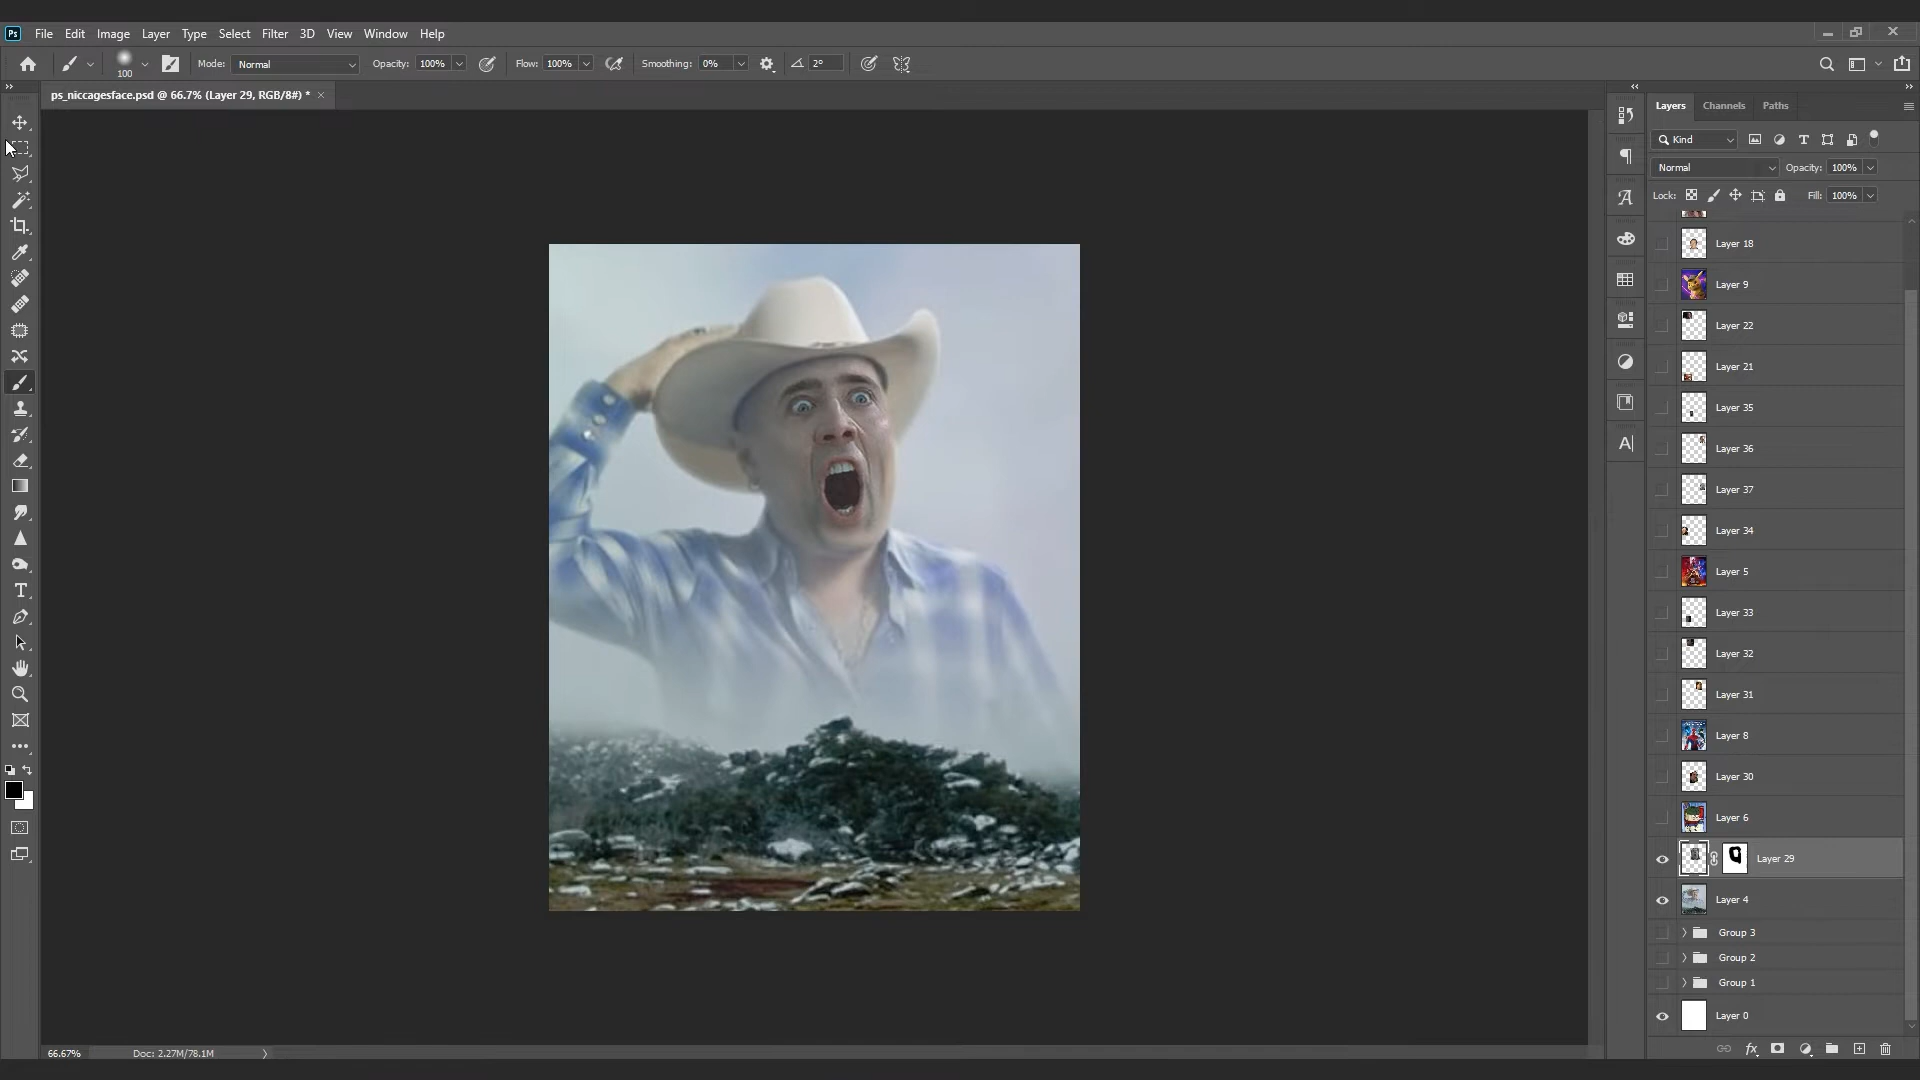 Ps File Edit Image Layer Type Select Filter 3D View Window Help
100 Mode: Normal Opacity: 100% Flow: 100% Smoothing: 0% 2°
ps_niccagesface.psd @ 66.7% (Layer 29, RGB/8#) * ×
Layers Channels Paths
Kind
Normal Opacity: 100%
Lock: Fill: 100%
Layer 18
Layer 9
Layer 22
Layer 21
Layer 35
Layer 36
Layer 37
Layer 34
Layer 5
Layer 33
Layer 32
Layer 31
Layer 8
Layer 30
Layer 6
Layer 29
Layer 4
Group 3
Group 2
Group 1
Layer 0
66.67% Doc: 2.27M/78.1M